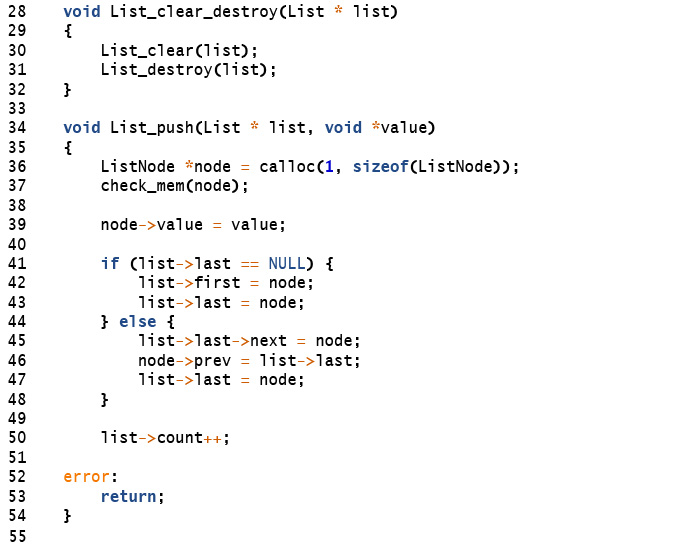 28    void List_clear_destroy(List * list)
29    {
30        List_clear(list);
31        List_destroy(list);
32    }
33
34    void List_push(List * list, void *value)
35    {
36        ListNode *node = calloc(1, sizeof(ListNode));
37        check_mem(node);
38
39        node->value = value;
40
41        if (list->last == NULL) {
42            list->first = node;
43            list->last = node;
44        } else {
45            list->last->next = node;
46            node->prev = list->last;
47            list->last = node;
48        }
49
50        list->count++;
51
52    error:
53        return;
54    }
55